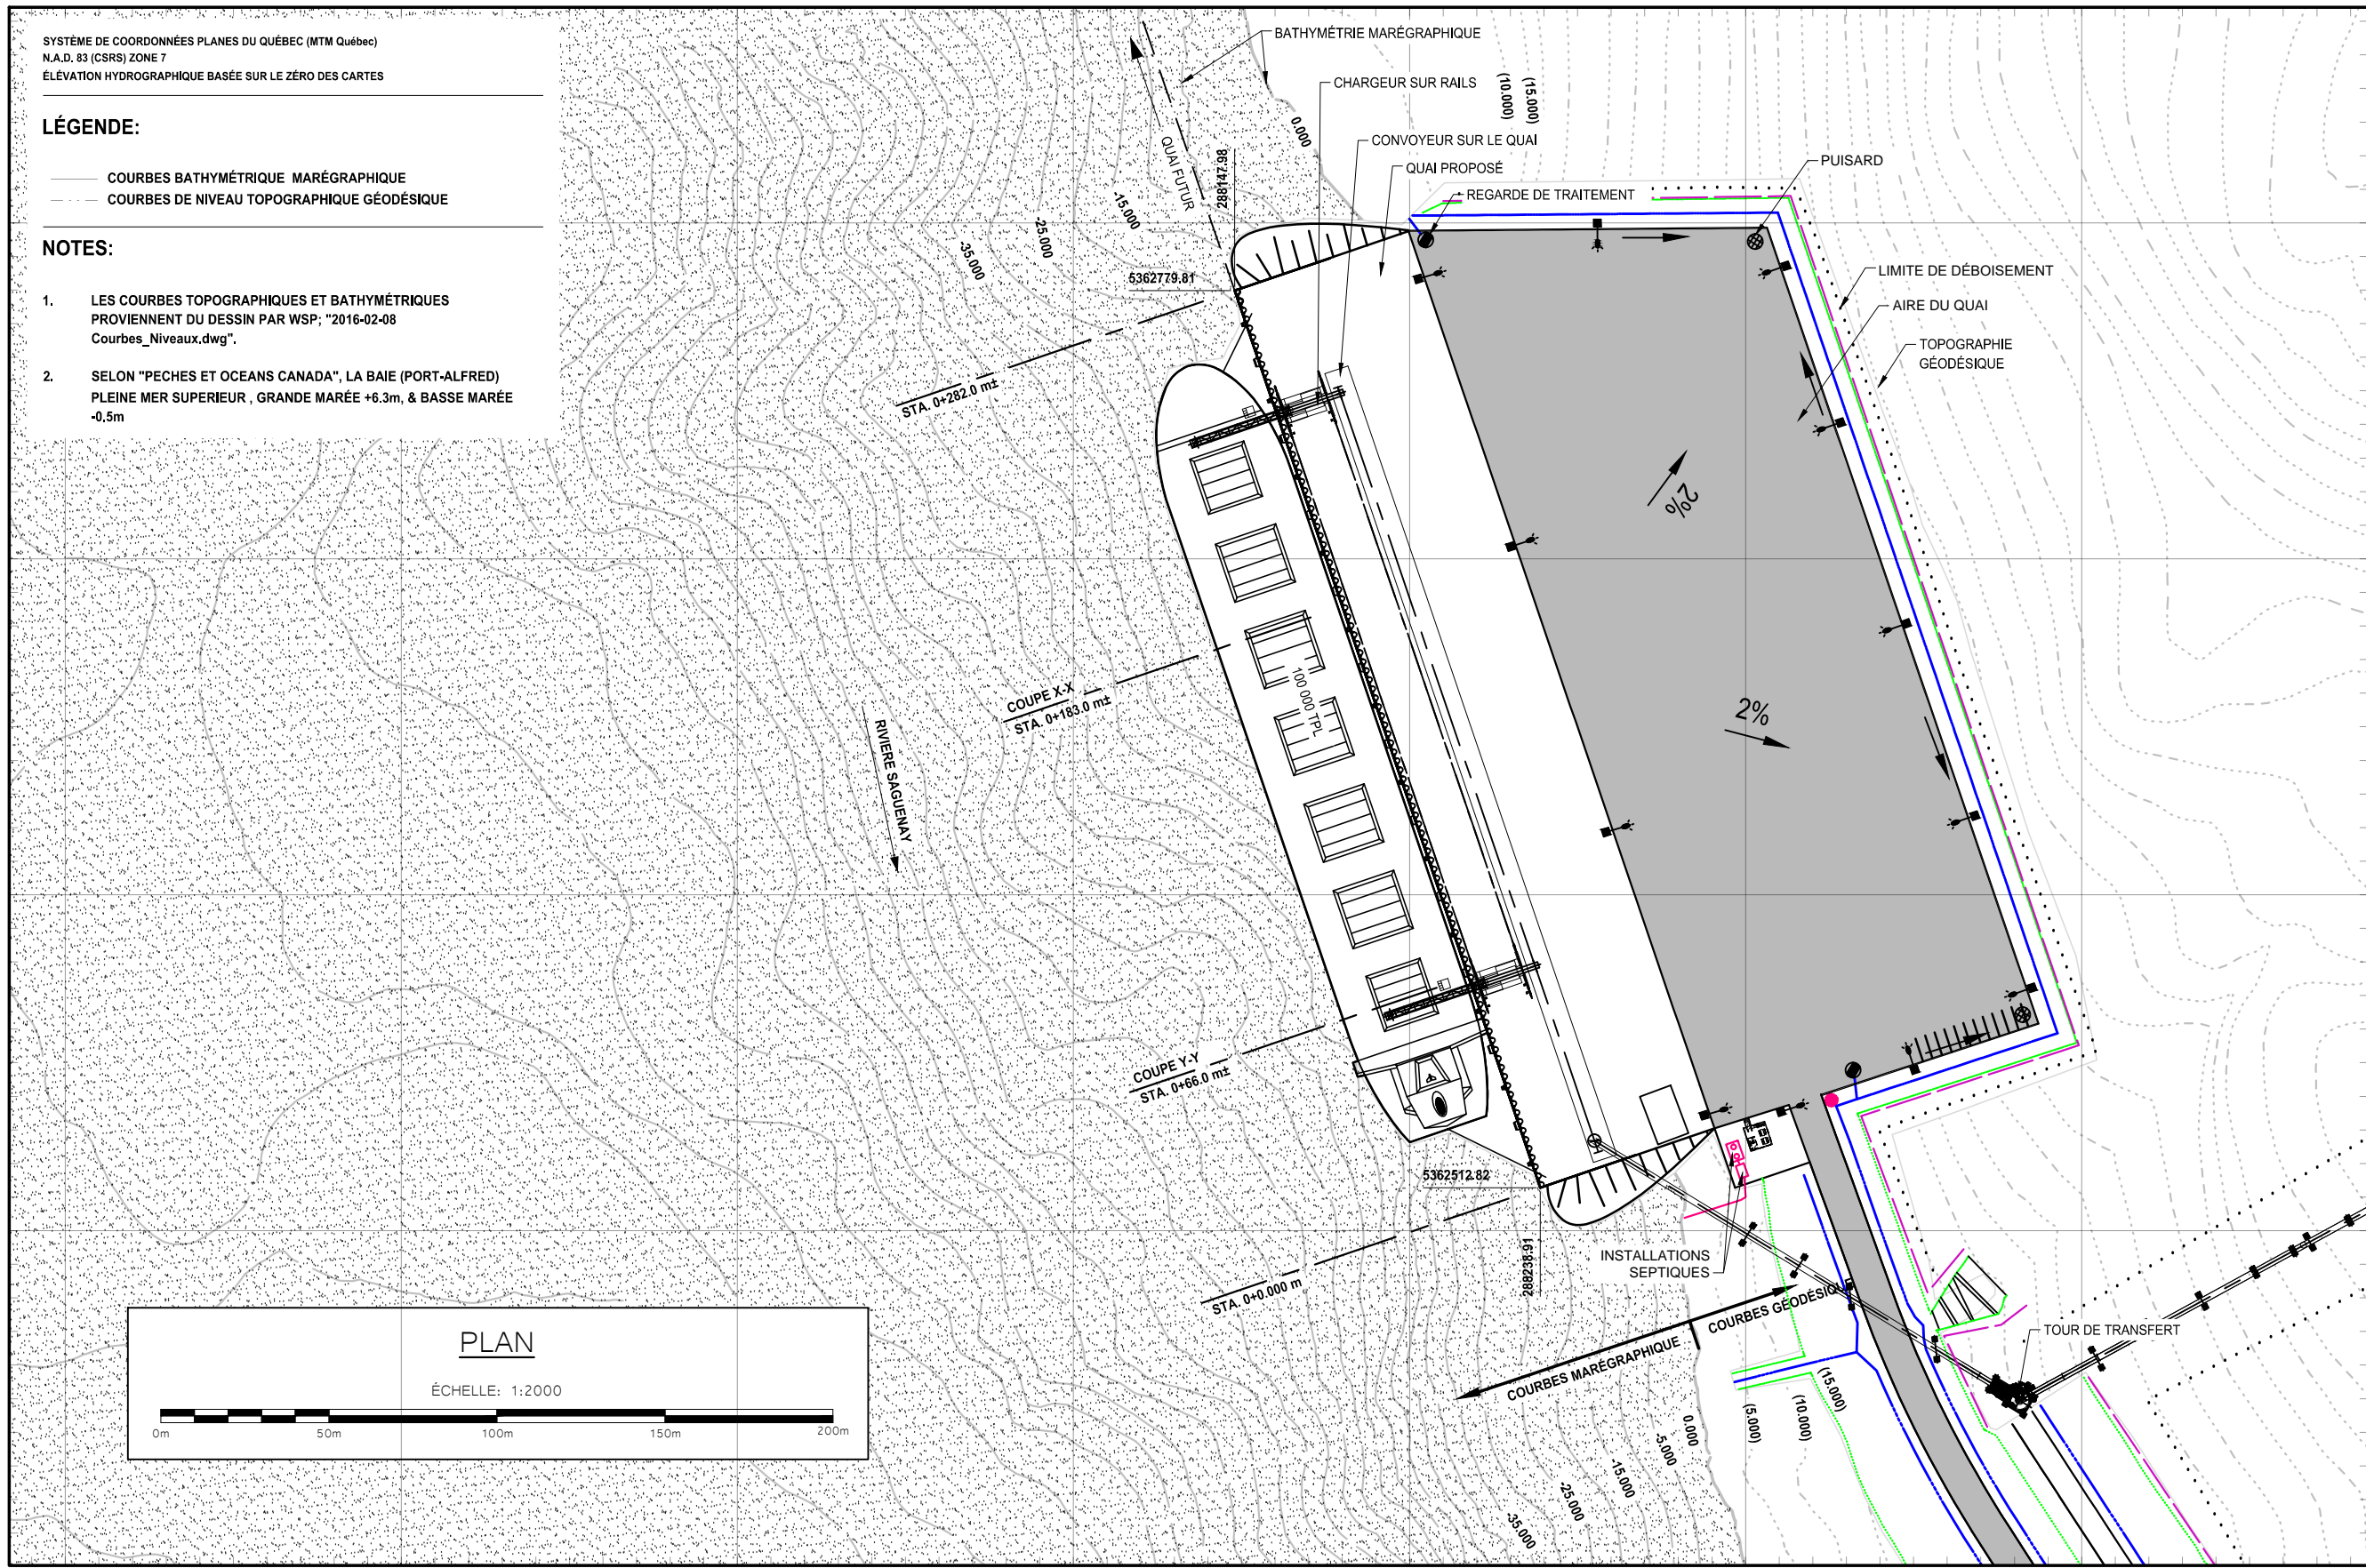 SYSTÈME DE COORDONNÉES PLANES DU QUÉBEC (MTM Québec)
N.A.D. 83 (CSRS) ZONE 7
ÉLÉVATION HYDROGRAPHIQUE BASÉE SUR LE ZÉRO DES CARTES
LÉGENDE:
COURBES BATHYMÉTRIQUE MARÉGRAPHIQUE
COURBES DE NIVEAU TOPOGRAPHIQUE GÉODÉSIQUE
NOTES:
1. LES COURBES TOPOGRAPHIQUES ET BATHYMÉTRIQUES
PROVIENNENT DU DESSIN PAR WSP; "2016-02-08
Courbes_Niveaux.dwg".
2. SELON "PECHES ET OCEANS CANADA", LA BAIE (PORT-ALFRED)
PLEINE MER SUPERIEUR , GRANDE MARÉE +6.3m, & BASSE MARÉE
-0.5m
BATHYMÉTRIE MARÉGRAPHIQUE
CHARGEUR SUR RAILS
CONVOYEUR SUR LE QUAI
QUAI PROPOSÉ
REGARDE DE TRAITEMENT
(10.000)
(15.000)
PUISARD
LIMITE DE DÉBOISEMENT
AIRE DU QUAI
TOPOGRAPHIE
GÉODÉSIQUE
QUAI FUTUR
0.000
-15.000
-25.000
-35.000
288147.98
5362779.81
STA. 0+282.0 m±
COUPE X-X
STA. 0+183.0 m±
RIVIERE SAGUENAY
100 000 TPL
2%
2%
COUPE Y-Y
STA. 0+66.0 m±
5362512.82
288238.91
STA. 0+0.000 m
INSTALLATIONS
SEPTIQUES
COURBES GÉODÉSIQUE
COURBES MARÉGRAPHIQUE
TOUR DE TRANSFERT
(15.000)
(10.000)
(5.000)
0.000
-5.000
-15.000
-25.000
-35.000
PLAN
ÉCHELLE: 1:2000
0m 50m 100m 150m 200m